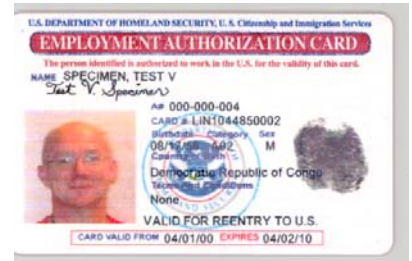 U.S. DEPARTMENT OF HOMELAND SECURITY, U. S. Citizenship and Immigration Services
EMPLOYMENT AUTHORIZATION CARD
The person identified is authorized to work in the U.S. for the validity of this card.
NAME SPECIMEN, TEST V
Test V. Specimen
A# 000-000-004
CARD # LIN1044850002
Birthdate Category Sex
A02 M
Country of Birth
Democratic Republic of Congo
Terms and Conditions
None
VALID FOR REENTRY TO U.S.
CARD VALID FROM 04/01/00 EXPIRES 04/02/10